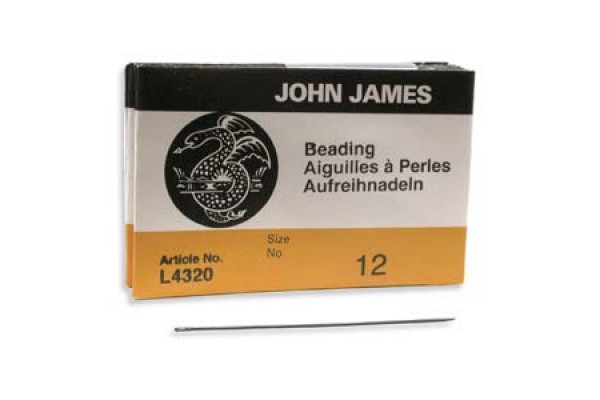 JOHN JAMES
Beading
Aiguilles à Perles
Aufreihnadeln
Article No.
L4320
Size
No
12